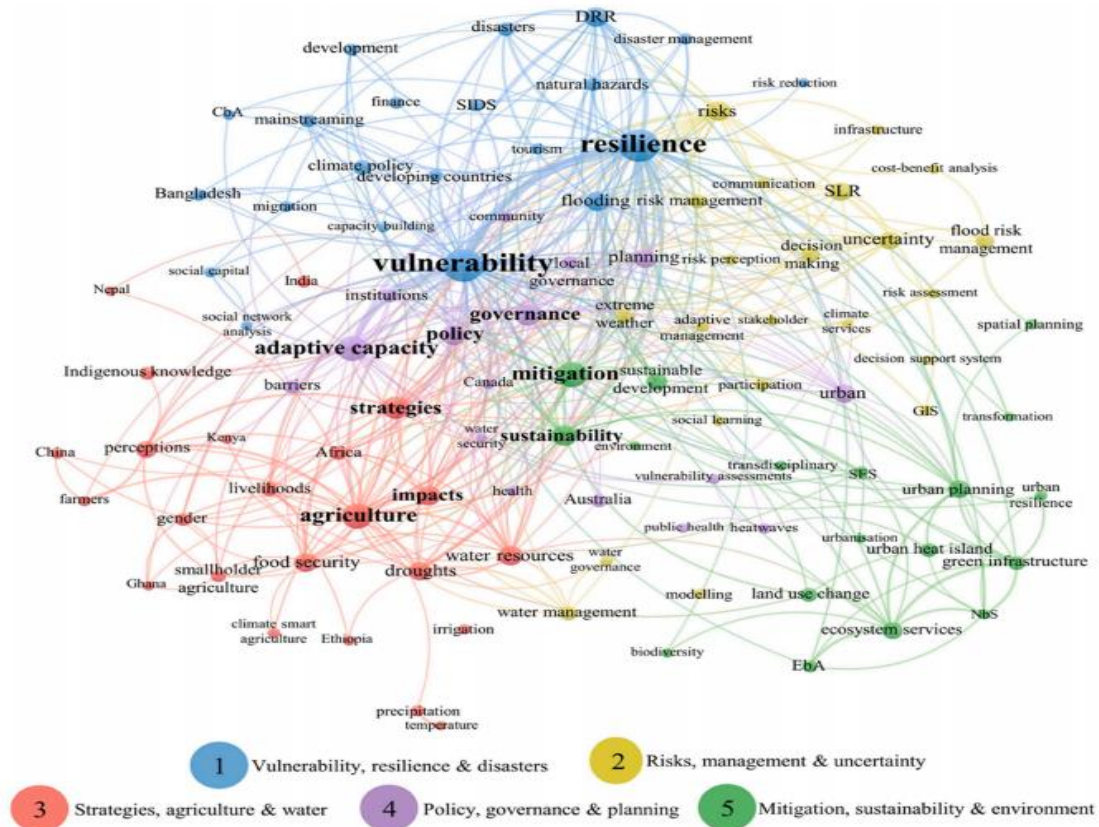 DRR
disasters
disaster management
development
natural hazards
risk reduction
finance
SIDS
CbA
mainstreaming
risks
infrastructure
resilience
tourism
climate policy
developing countries
cost-benefit analysis
communication
SLR
Bangladesh
migration
flooding
risk management
community
capacity building
uncertainty
flood risk
management
decision
making
vulnerability
local
governance
planning
risk perception
social capital
India
Nepal
institutions
risk assessment
extreme
weather
governance
social network
analysis
policy
adaptive
management
stakeholder
climate
services
spatial planning
adaptive capacity
decision support system
Indigenous knowledge
barriers
Canada
mitigation
sustainable
development
participation
urban
strategies
GIS
transformation
social learning
Kenya
water
security
sustainability
environment
China
perceptions
Africa
transdisciplinary
SES
vulnerability assessments
livelihoods
impacts
health
Australia
urban planning
urban
resilience
farmers
gender
agriculture
public health
heatwaves
urbanisation
urban heat island
green infrastructure
food security
droughts
water resources
water
governance
smallholder
agriculture
Ghana
modelling
land use change
water management
NbS
climate smart
agriculture
Ethiopia
irrigation
ecosystem services
biodiversity
EbA
precipitation
temperature
1 Vulnerability, resilience & disasters
2 Risks, management & uncertainty
3 Strategies, agriculture & water
4 Policy, governance & planning
5 Mitigation, sustainability & environment